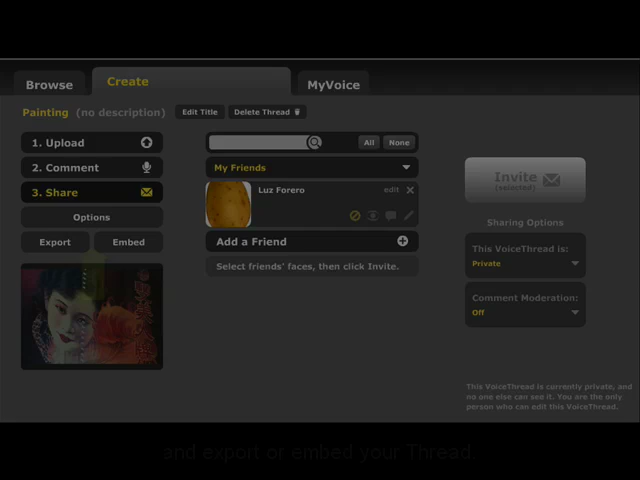 Browse
Create
MyVoice
Painting (no description)
Edit Title
Delete Thread
1. Upload
2. Comment
3. Share
Options
Export
Embed
All
None
My Friends
Luz Forero
edit
Add a Friend
Select friends' faces, then click Invite.
Invite
(selected)
Sharing Options
This VoiceThread is:
Private
Comment Moderation:
Off
This VoiceThread is currently private, and
no one else can see it. You are the only
person who can edit this VoiceThread.
and export or embed your Thread